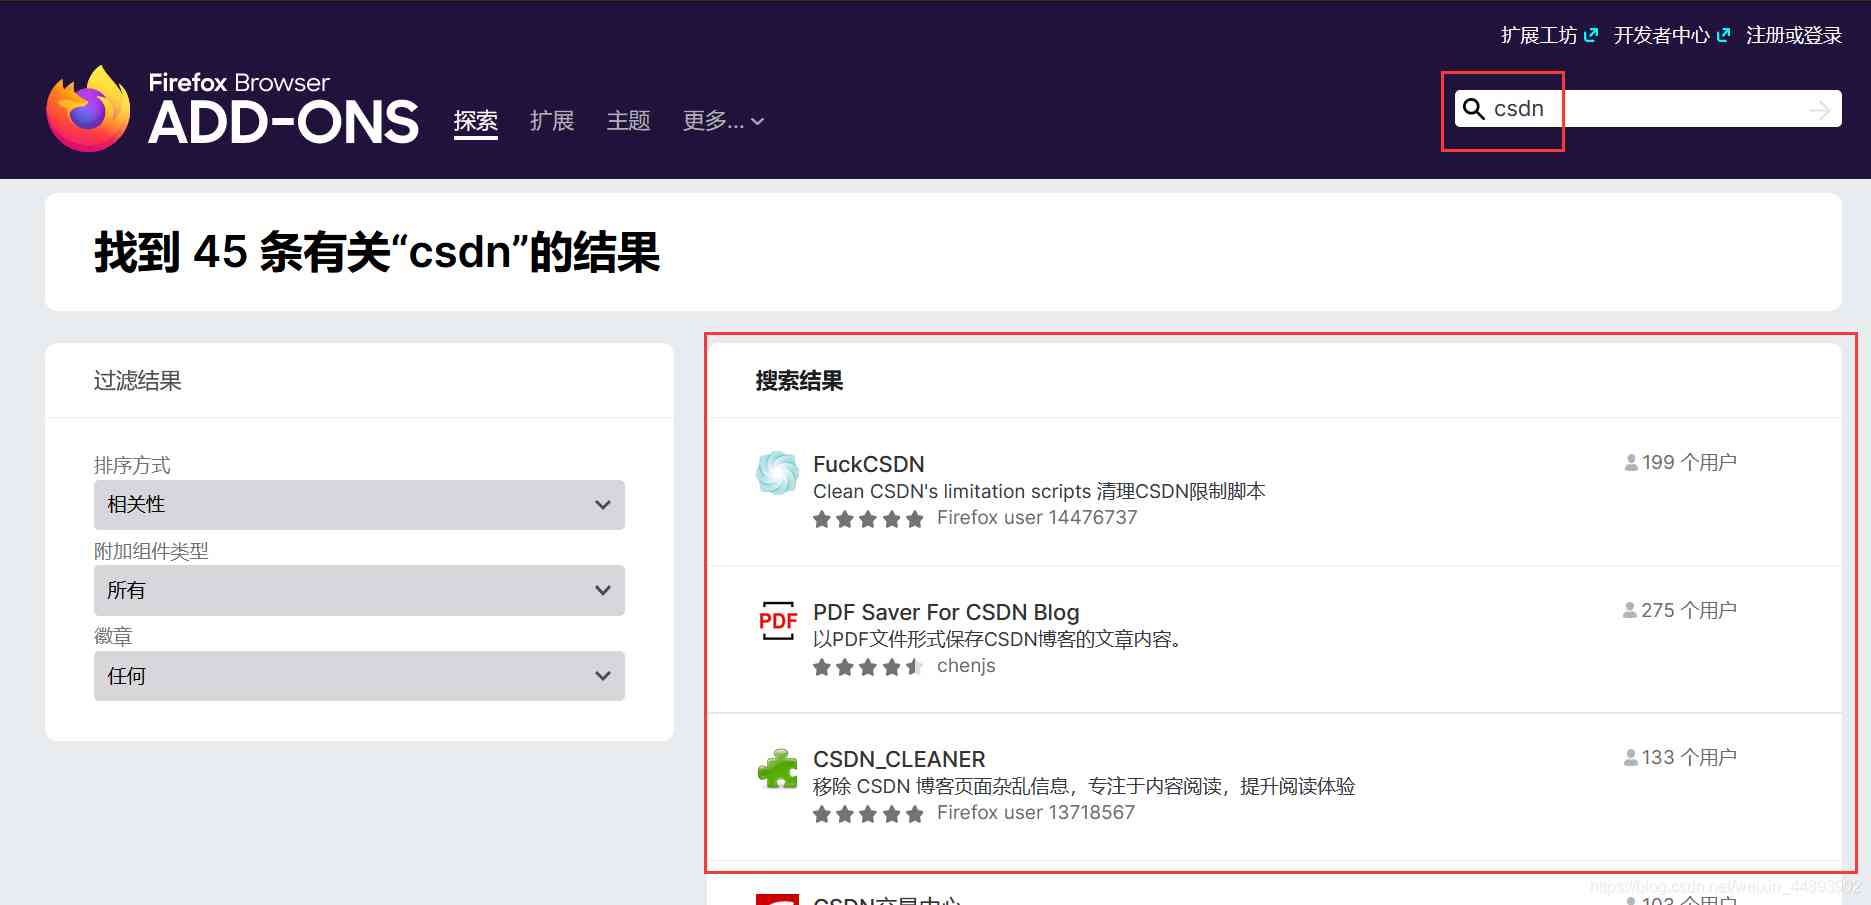 扩展工坊 开发者中心 注册或登录
Firefox Browser
ADD-ONS
探索 扩展 主题 更多...
csdn
找到 45 条有关“csdn”的结果
过滤结果
排序方式
相关性
附加组件类型
所有
徽章
任何
搜索结果
FuckCSDN
199 个用户
Clean CSDN's limitation scripts 清理CSDN限制脚本
Firefox user 14476737
PDF
PDF Saver For CSDN Blog
275 个用户
以PDF文件形式保存CSDN博客的文章内容。
chenjs
CSDN_CLEANER
133 个用户
移除 CSDN 博客页面杂乱信息，专注于内容阅读，提升阅读体验
Firefox user 13718567
https://blog.csdn.net/weixin_44893902
CSDN交易中心
103 个用户